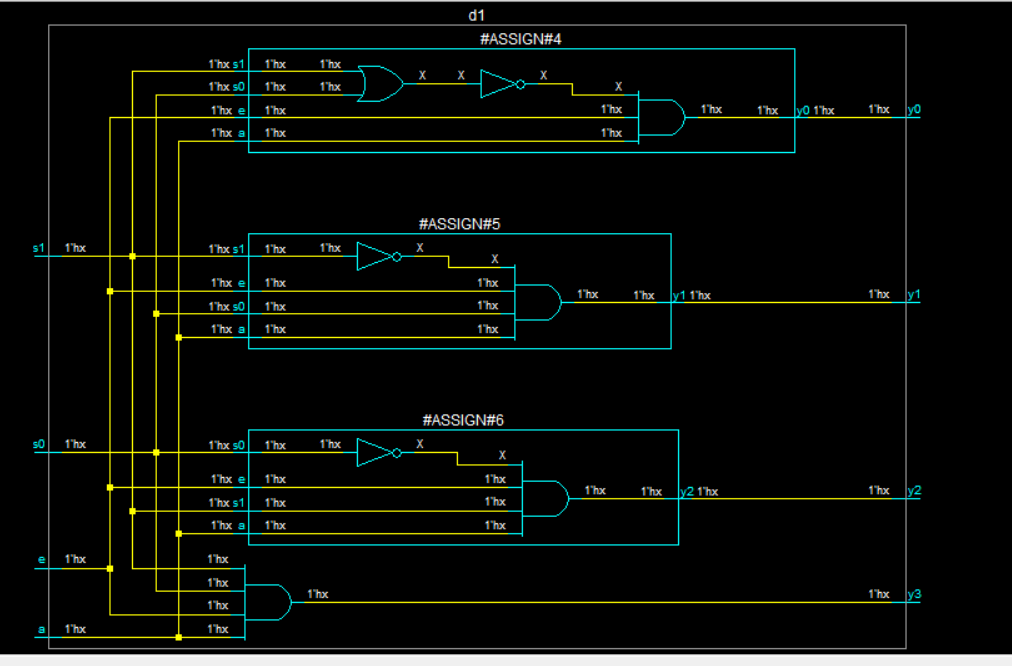 d1
#ASSIGN#4
1'hx s1 1'hx 1'hx
X X X
1'hx s0 1'hx 1'hx X
1'hx e 1'hx 1'hx 1'hx 1'hx y0 1'hx 1'hx y0
1'hx a 1'hx 1'hx
#ASSIGN#5
s1 1'hx 1'hx s1 1'hx 1'hx X
X
1'hx e 1'hx 1'hx
1'hx 1'hx y1 1'hx 1'hx y1
1'hx s0 1'hx 1'hx
1'hx a 1'hx 1'hx
#ASSIGN#6
s0 1'hx 1'hx s0 1'hx 1'hx X
X
1'hx e 1'hx 1'hx
1'hx 1'hx y2 1'hx 1'hx y2
1'hx s1 1'hx 1'hx
1'hx a 1'hx 1'hx
e 1'hx 1'hx
1'hx
1'hx 1'hx y3
1'hx
a 1'hx 1'hx